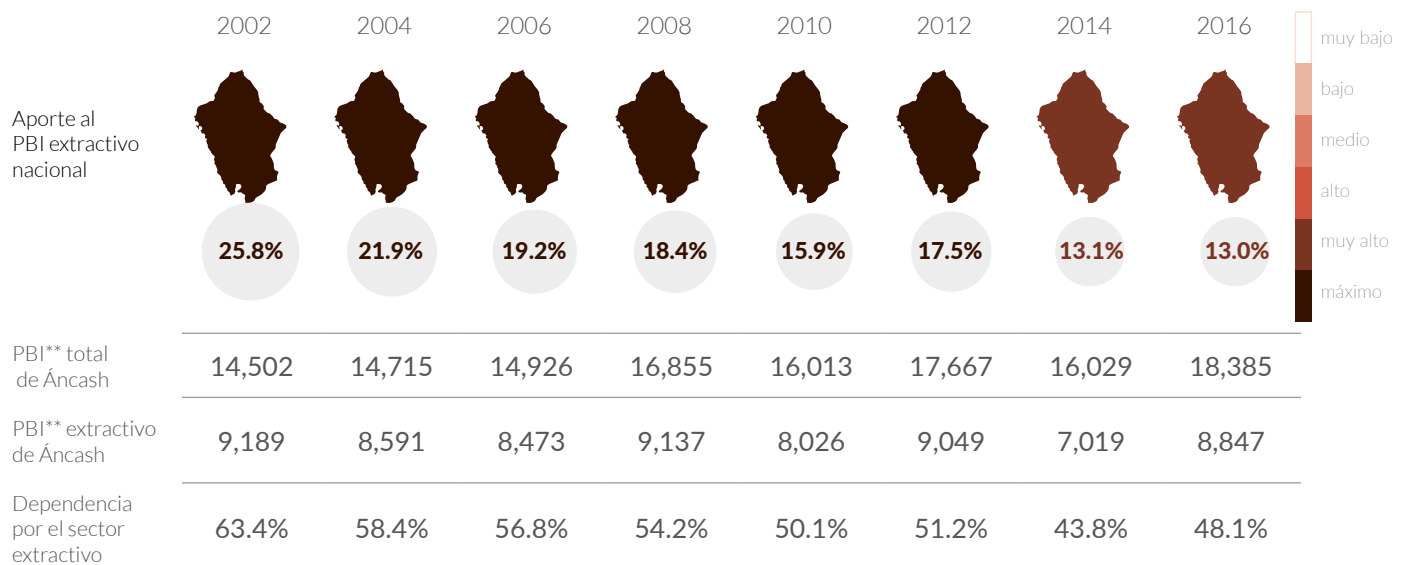 2002 2004 2006 2008 2010 2012 2014 2016
muy bajo
bajo
medio
alto
muy alto
máximo
Aporte al
PBI extractivo
nacional
25.8% 21.9% 19.2% 18.4% 15.9% 17.5% 13.1% 13.0%
PBI** total
de Áncash
14,502 14,715 14,926 16,855 16,013 17,667 16,029 18,385
PBI** extractivo
de Áncash
9,189 8,591 8,473 9,137 8,026 9,049 7,019 8,847
Dependencia
por el sector
extractivo
63.4% 58.4% 56.8% 54.2% 50.1% 51.2% 43.8% 48.1%